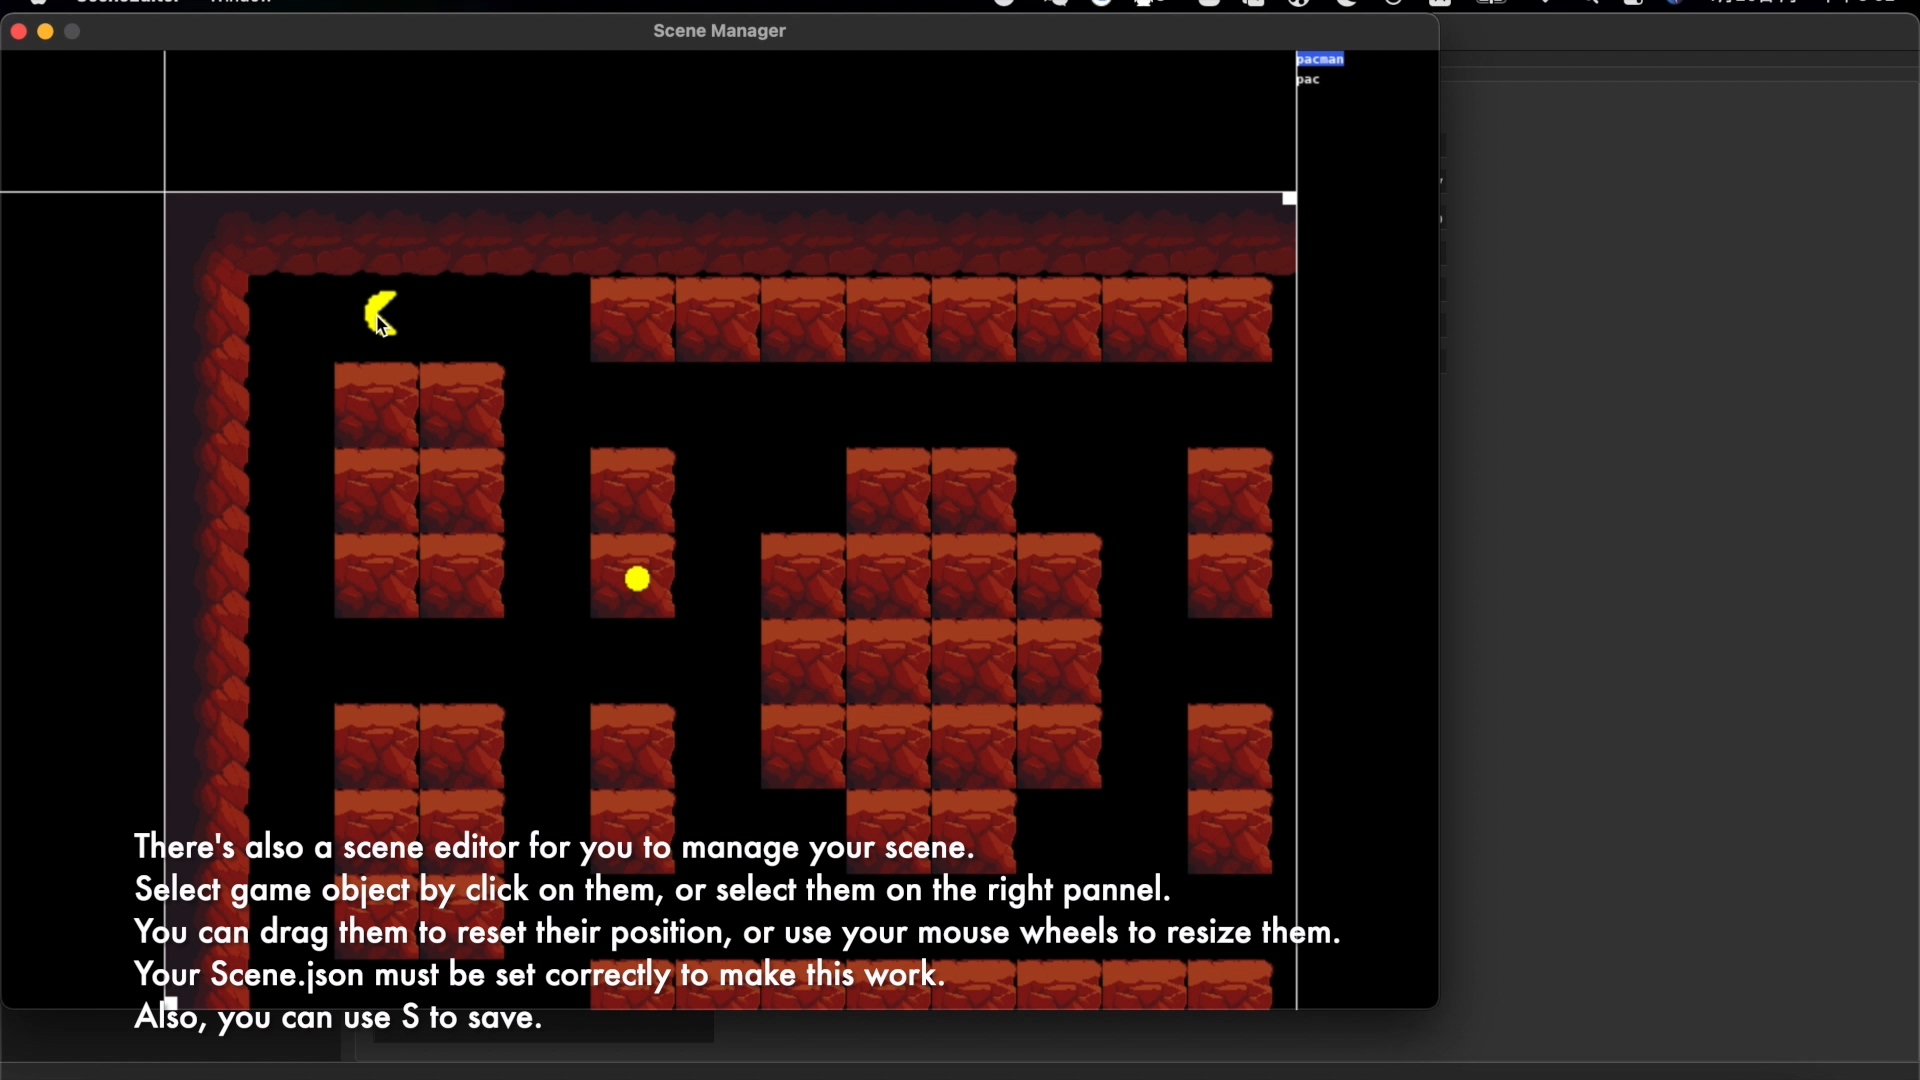 Scene Manager
pacman
pac
There's also a scene editor for you to manage your scene.
Select game object by click on them, or select them on the right pannel.
You can drag them to reset their position, or use your mouse wheels to resize them.
Your Scene.json must be set correctly to make this work.
Also, you can use S to save.